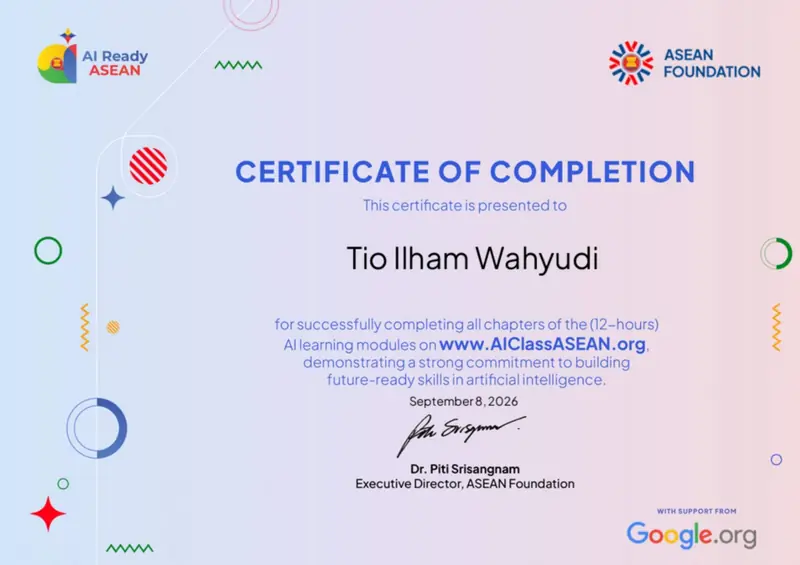 AI Ready
ASEAN
ASEAN
FOUNDATION
CERTIFICATE OF COMPLETION
This certificate is presented to
Tio Ilham Wahyudi
for successfully completing all chapters of the (12-hours)
AI learning modules on www.AIClassASEAN.org,
demonstrating a strong commitment to building
future-ready skills in artificial intelligence.
September 8, 2026
Dr. Piti Srisangnam
Executive Director, ASEAN Foundation
WITH SUPPORT FROM
Google.org